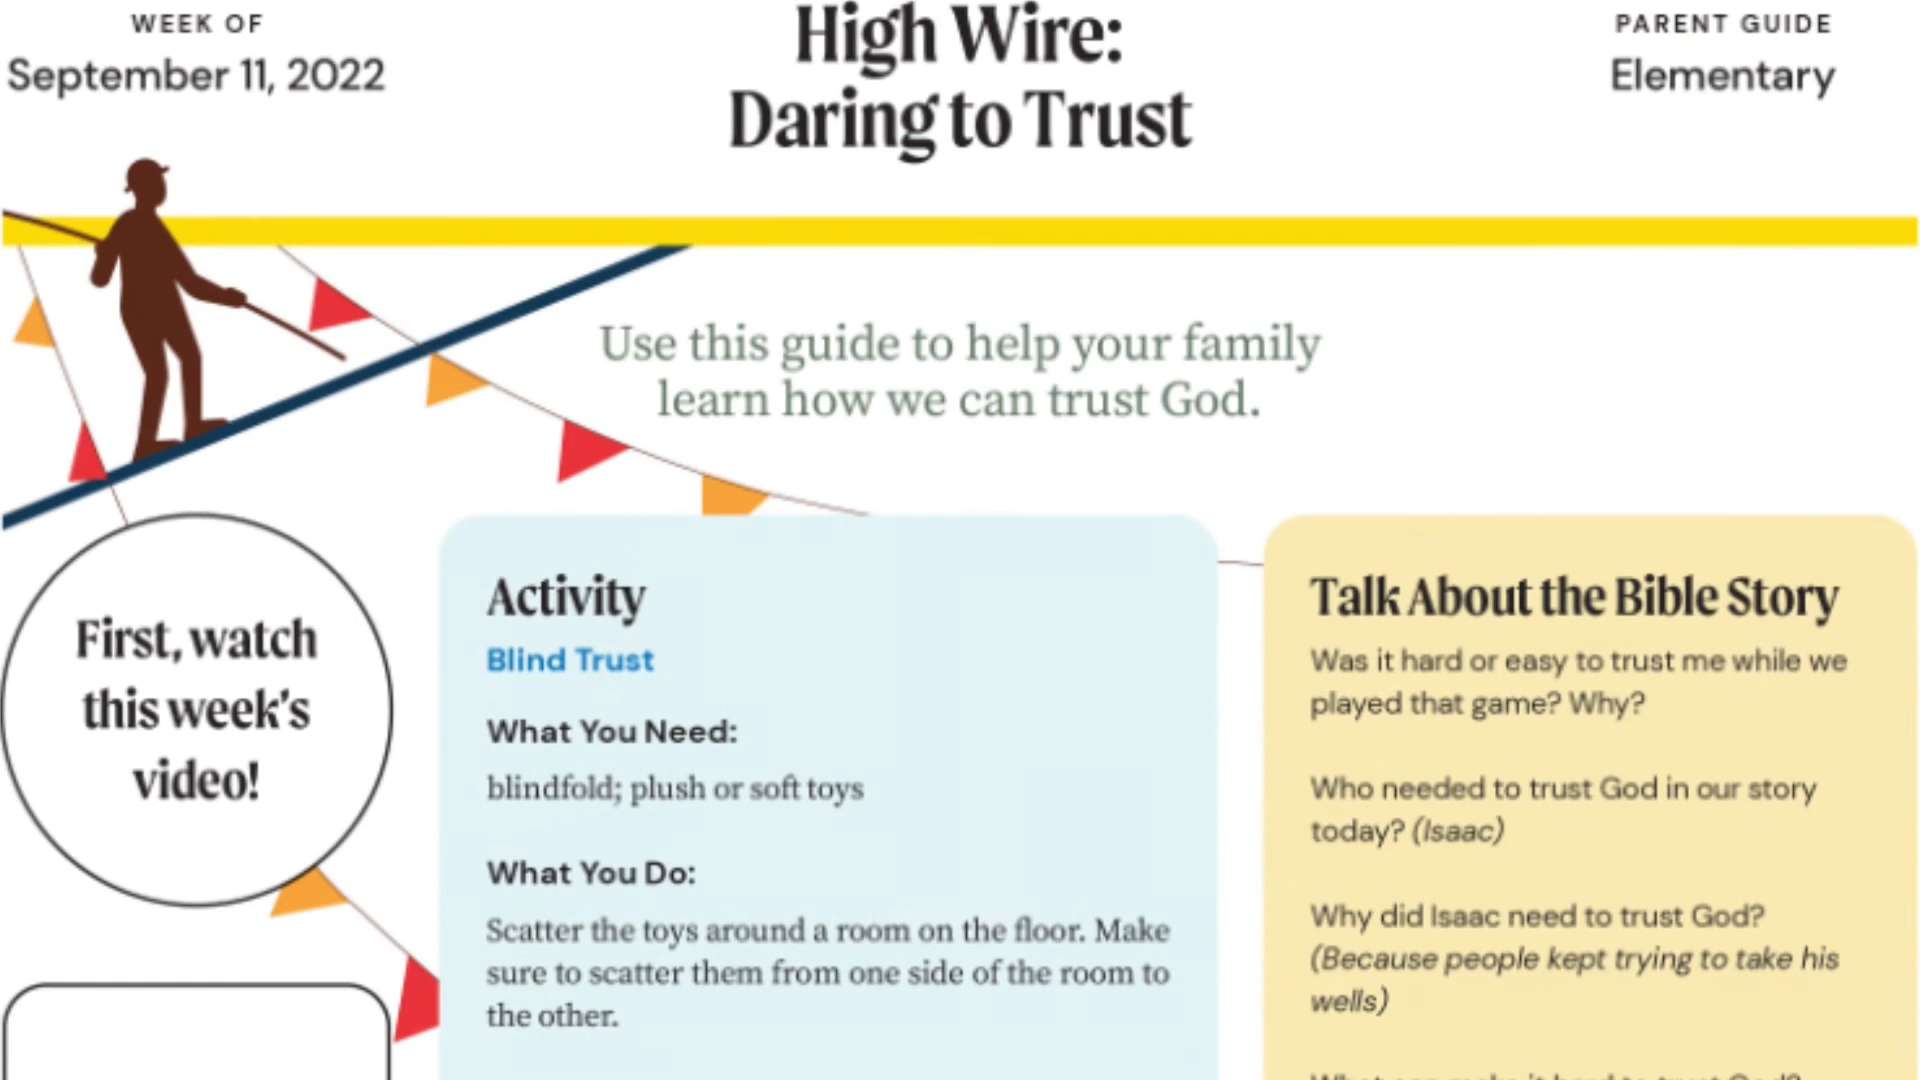 WEEK OF
September 11, 2022
High Wire:
Daring to Trust
PARENT GUIDE
Elementary
Use this guide to help your family
learn how we can trust God.
First, watch
this week's
video!
Activity
Blind Trust
What You Need:
blindfold; plush or soft toys
What You Do:
Scatter the toys around a room on the floor. Make
sure to scatter them from one side of the room to
the other.
Talk About the Bible Story
Was it hard or easy to trust me while we
played that game? Why?
Who needed to trust God in our story
today? (Isaac)
Why did Isaac need to trust God?
(Because people kept trying to take his
wells)